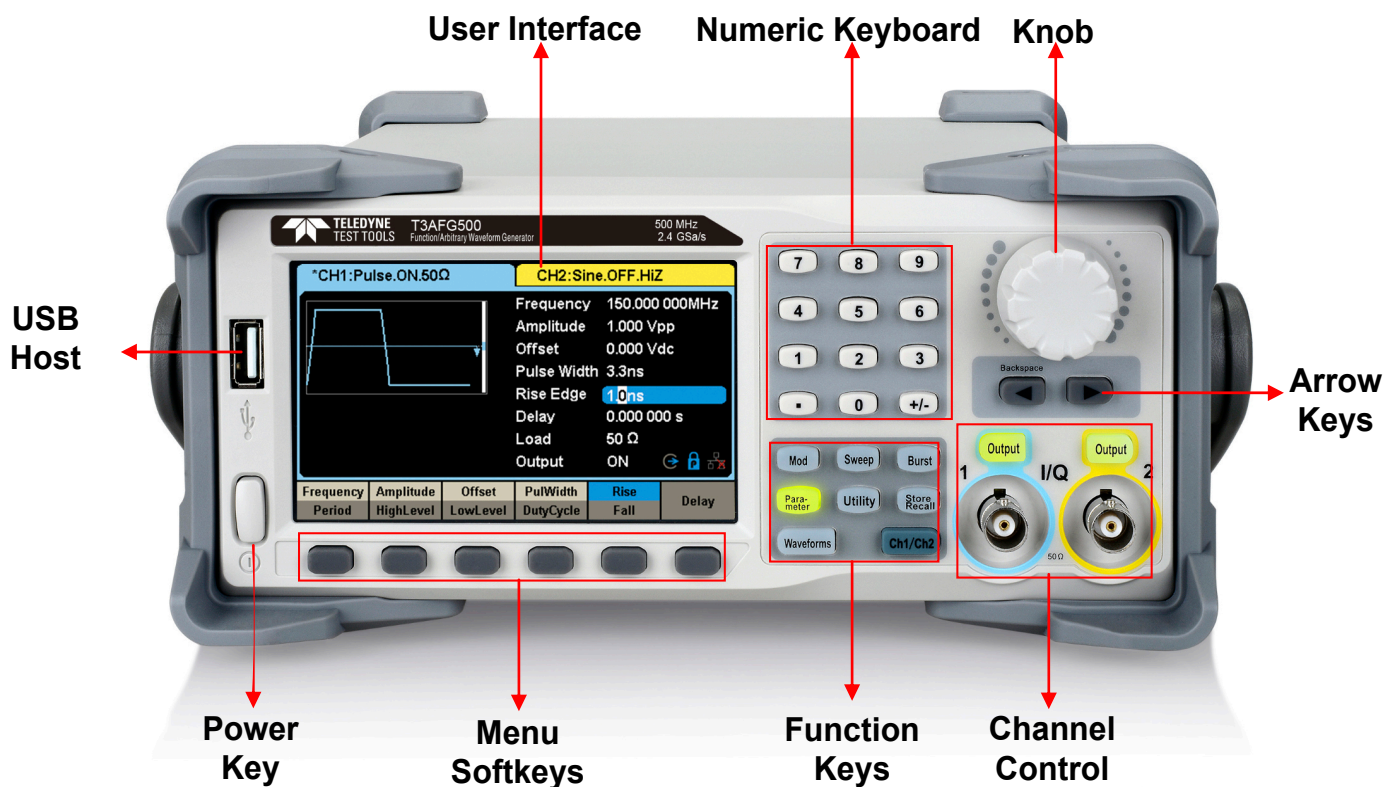 User Interface
Numeric Keyboard
Knob
TELEDYNE
TEST TOOLS
T3AFG500
Function/Arbitrary Waveform Generator
500 MHz
2.4 GSa/s
*CH1:Pulse.ON.50Ω
CH2:Sine.OFF.HiZ
Frequency 150.000 000MHz
Amplitude 1.000 Vpp
Offset 0.000 Vdc
Pulse Width 3.3ns
Rise Edge 1.0ns
Delay 0.000 000 s
Load 50 Ω
Output ON
Frequency Amplitude Offset PulWidth Rise Delay
Period HighLevel LowLevel DutyCycle Fall
7 8 9
4 5 6
1 2 3
. 0 +/-
Backspace
Mod Sweep Burst
Para-
meter
Utility
Store
Recall
Waveforms Ch1/Ch2
Output Output
1 I/Q 2
50Ω
USB
Host
Arrow
Keys
Power
Key
Menu
Softkeys
Function
Keys
Channel
Control